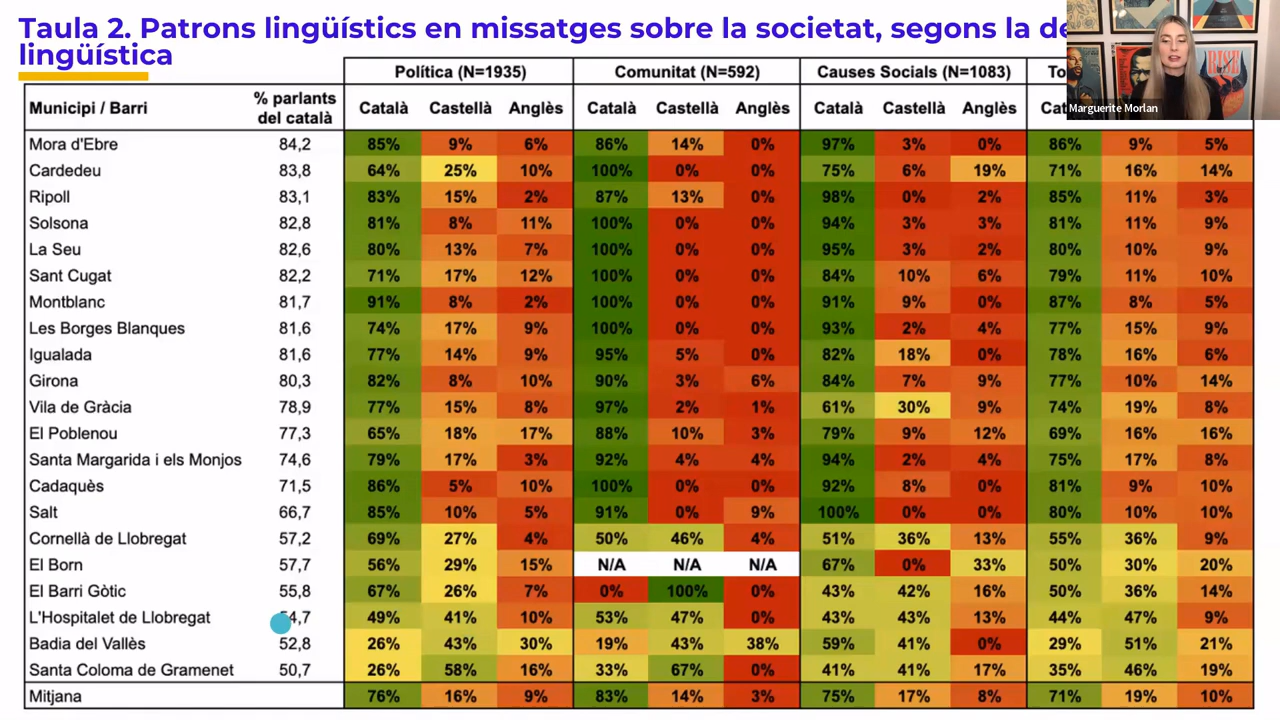 Taula 2. Patrons lingüístics en missatges sobre la societat, segons la
lingüística
Marguerite Morlan
RISE
Política (N=1935) Comunitat (N=592) Causes Socials (N=1083)
Municipi / Barri % parlants del català Català Castellà Anglès Català Castellà Anglès Català Castellà Anglès
Mora d'Ebre 84,2 85% 9% 6% 86% 14% 0% 97% 3% 0% 86% 9% 5%
Cardedeu 83,8 64% 25% 10% 100% 0% 0% 75% 6% 19% 71% 16% 14%
Ripoll 83,1 83% 15% 2% 87% 13% 0% 98% 0% 2% 85% 11% 3%
Solsona 82,8 81% 8% 11% 100% 0% 0% 94% 3% 3% 81% 11% 9%
La Seu 82,6 80% 13% 7% 100% 0% 0% 95% 3% 2% 80% 10% 9%
Sant Cugat 82,2 71% 17% 12% 100% 0% 0% 84% 10% 6% 79% 11% 10%
Montblanc 81,7 91% 8% 2% 100% 0% 0% 91% 9% 0% 87% 8% 5%
Les Borges Blanques 81,6 74% 17% 9% 100% 0% 0% 93% 2% 4% 77% 15% 9%
Igualada 81,6 77% 14% 9% 95% 5% 0% 82% 18% 0% 78% 16% 6%
Girona 80,3 82% 8% 10% 90% 3% 6% 84% 7% 9% 77% 10% 14%
Vila de Gràcia 78,9 77% 15% 8% 97% 2% 1% 61% 30% 9% 74% 19% 8%
El Poblenou 77,3 65% 18% 17% 88% 10% 3% 79% 9% 12% 69% 16% 16%
Santa Margarida i els Monjos 74,6 79% 17% 3% 92% 4% 4% 94% 2% 4% 75% 17% 8%
Cadaquès 71,5 86% 5% 10% 100% 0% 0% 92% 8% 0% 81% 9% 10%
Salt 66,7 85% 10% 5% 91% 0% 9% 100% 0% 0% 80% 10% 10%
Cornellà de Llobregat 57,2 69% 27% 4% 50% 46% 4% 51% 36% 13% 55% 36% 9%
El Born 57,7 56% 29% 15% N/A N/A N/A 67% 0% 33% 50% 30% 20%
El Barri Gòtic 55,8 67% 26% 7% 0% 100% 0% 43% 42% 16% 50% 36% 14%
L'Hospitalet de Llobregat 49% 41% 10% 53% 47% 0% 43% 43% 13% 44% 47% 9%
Badia del Vallès 52,8 26% 43% 30% 19% 43% 38% 59% 41% 0% 29% 51% 21%
Santa Coloma de Gramenet 50,7 26% 58% 16% 33% 67% 0% 41% 41% 17% 35% 46% 19%
Mitjana 76% 16% 9% 83% 14% 3% 75% 17% 8% 71% 19% 10%